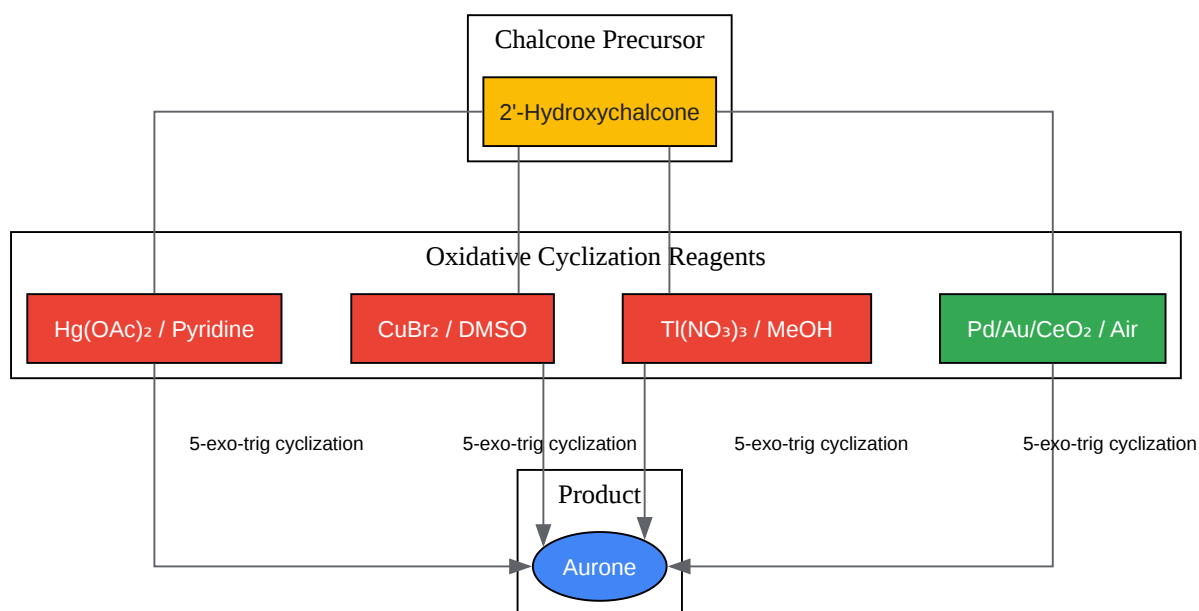 Chalcone Precursor
2'-Hydroxychalcone
Oxidative Cyclization Reagents
Hg(OAc)₂ / Pyridine
CuBr₂ / DMSO
Tl(NO₃)₃ / MeOH
Pd/Au/CeO₂ / Air
5-exo-trig cyclization
5-exo-trig cyclization
5-exo-trig cyclization
5-exo-trig cyclization
Product
Aurone